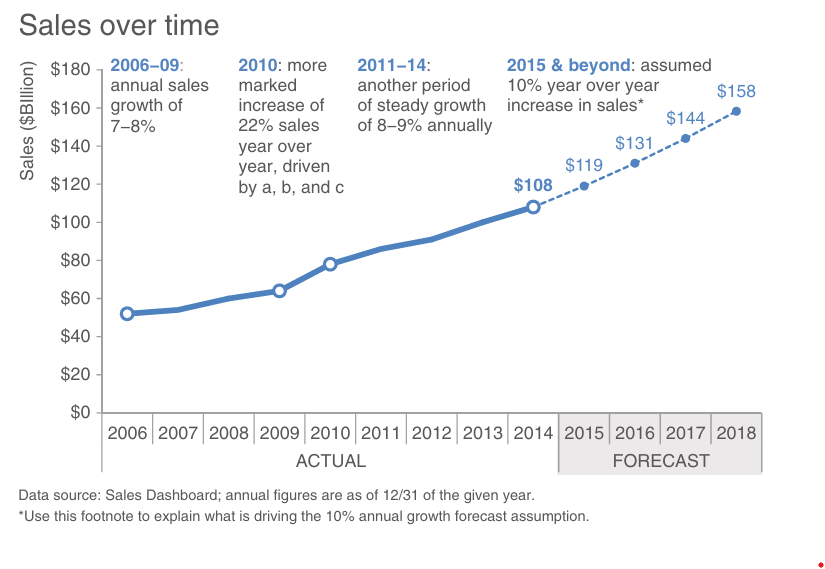 Sales over time
Sales ($BIllion)
$180
$160
$140
$120
$100
$80
$60
$40
$20
$0
2006–09:
annual sales
growth of
7–8%
2010: more
marked
increase of
22% sales
year over
year, driven
by a, b, and c
2011–14:
another period
of steady growth
of 8–9% annually
2015 & beyond: assumed
10% year over year
increase in sales*
$108
$119
$131
$144
$158
2006 2007 2008 2009 2010 2011 2012 2013 2014 2015 2016 2017 2018
ACTUAL FORECAST
Data source: Sales Dashboard; annual figures are as of 12/31 of the given year.
*Use this footnote to explain what is driving the 10% annual growth forecast assumption.